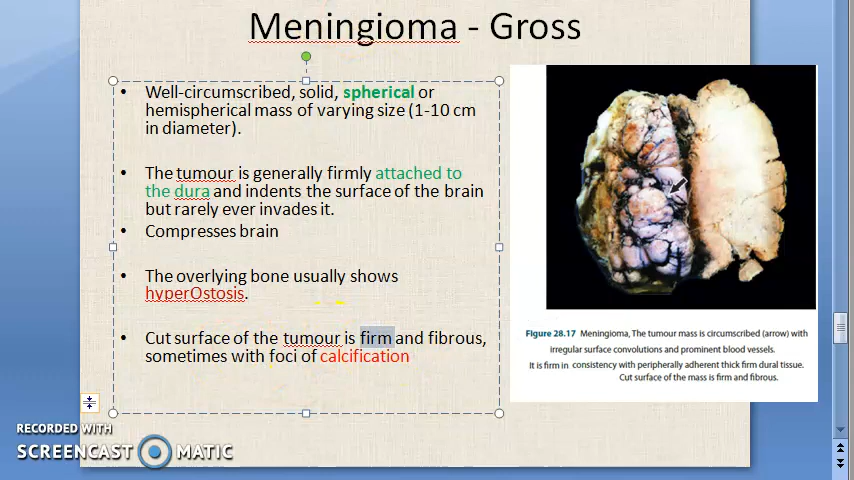 Meningioma - Gross
• Well-circumscribed, solid, spherical or
hemispherical mass of varying size (1-10 cm
in diameter).
• The tumour is generally firmly attached to
the dura and indents the surface of the brain
but rarely ever invades it.
• Compresses brain
• The overlying bone usually shows
hyperOstosis.
• Cut surface of the tumour is firm and fibrous,
sometimes with foci of calcification
Figure 28.17 Meningioma, The tumour mass is circumscribed (arrow) with
irregular surface convolutions and prominent blood vessels.
It is firm in consistency with peripherally adherent thick firm dural tissue.
Cut surface of the mass is firm and fibrous.
RECORDED WITH
SCREENCAST MATIC